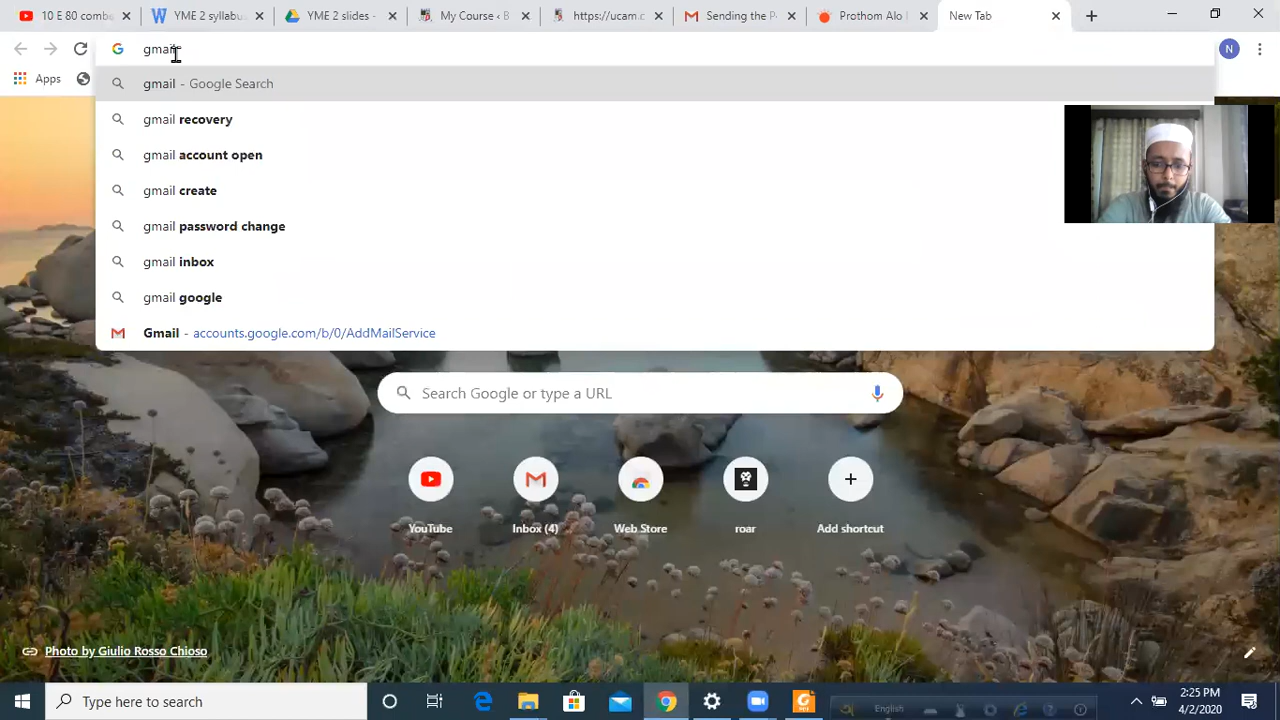 10 E 80 combe
YME 2 syllabu
YME 2 slides -
My Course ‹ B
https://ucam.c
Sending the P
Prothom Alo |
New Tab
gmail
N
Apps
gmail - Google Search
gmail recovery
gmail account open
gmail create
gmail password change
gmail inbox
gmail google
Gmail - accounts.google.com/b/0/AddMailService
Search Google or type a URL
YouTube
Inbox (4)
Web Store
roar
Add shortcut
Photo by Giulio Rosso Chioso
Type here to search
English
2:25 PM
4/2/2020